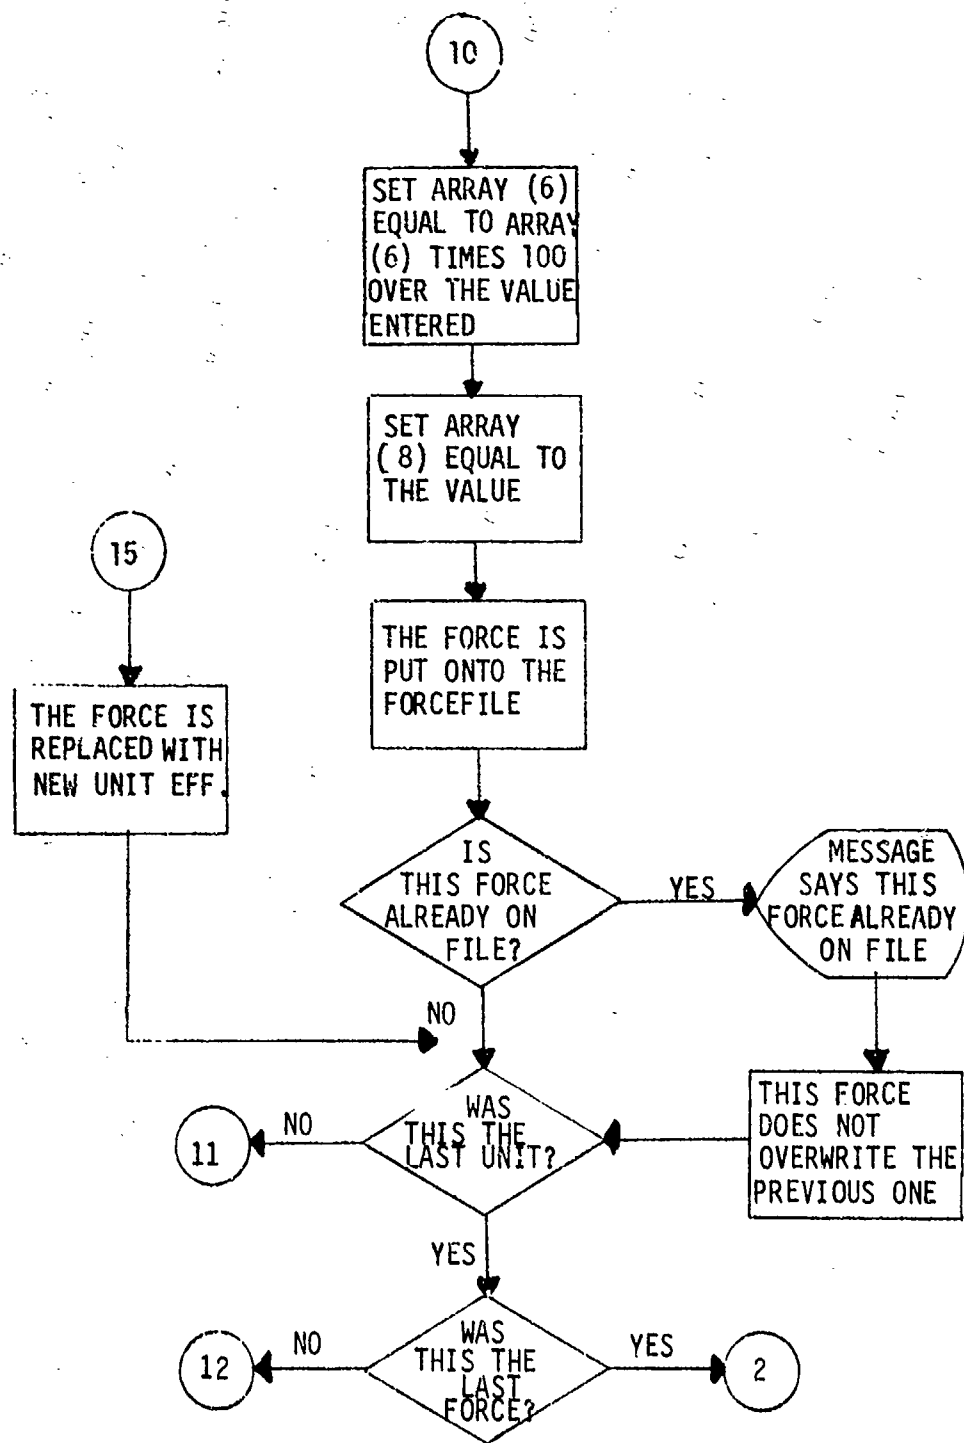 10
SET ARRAY (6)
EQUAL TO ARRAY
(6) TIMES 100
OVER THE VALUE
ENTERED
SET ARRAY
(8) EQUAL TO
THE VALUE
15
THE FORCE IS
REPLACED WITH
NEW UNIT EFF.
THE FORCE IS
PUT ONTO THE
FORCEFILE
IS
THIS FORCE
ALREADY ON
FILE?
YES
MESSAGE
SAYS THIS
FORCE ALREADY
ON FILE
NO
THIS FORCE
DOES NOT
OVERWRITE THE
PREVIOUS ONE
WAS
THIS THE
LAST UNIT?
NO
11
YES
WAS
THIS THE
LAST
FORCE?
NO
12
YES
2